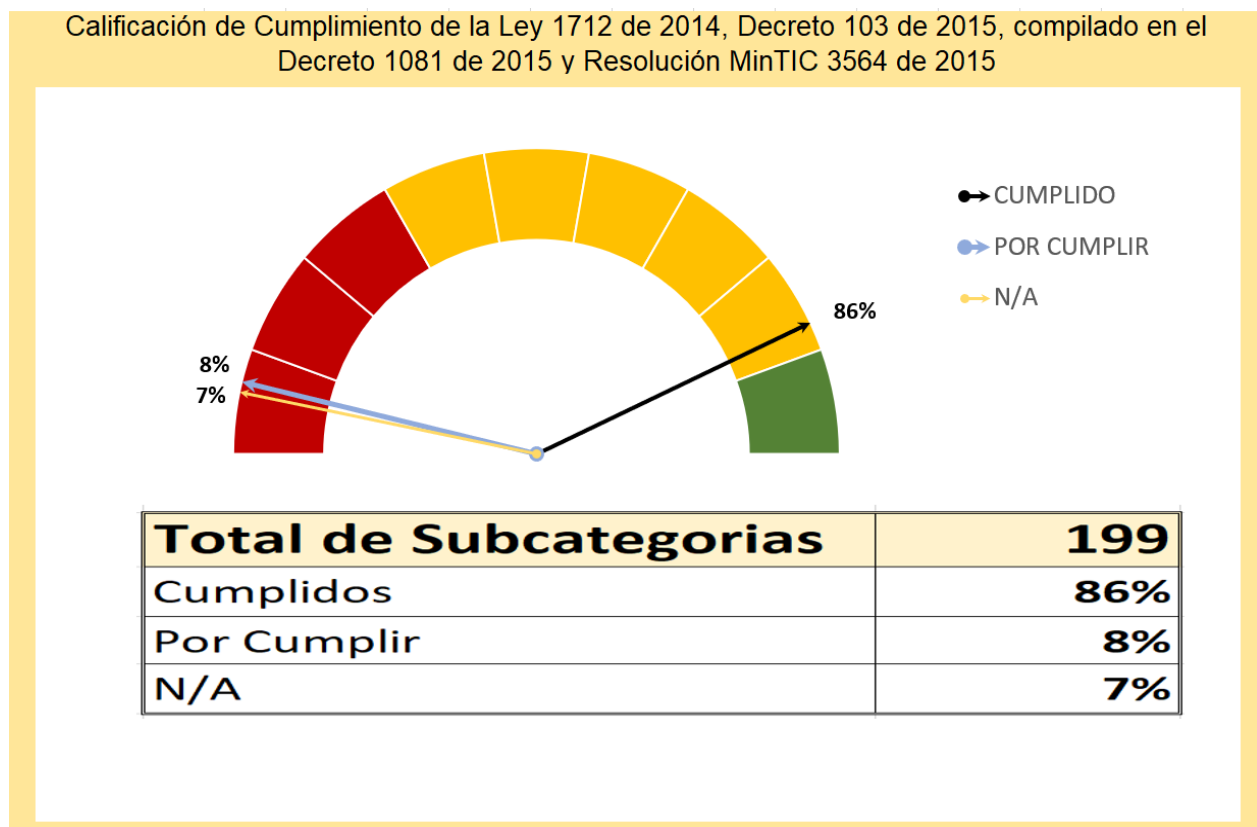 Calificación de Cumplimiento de la Ley 1712 de 2014, Decreto 103 de 2015, compilado en el
Decreto 1081 de 2015 y Resolución MinTIC 3564 de 2015
CUMPLIDO
POR CUMPLIR
N/A
86%
8%
7%
Total de Subcategorias 199
Cumplidos 86%
Por Cumplir 8%
N/A 7%